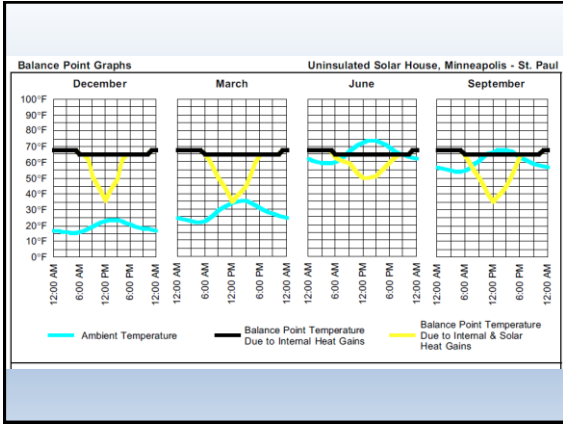 Balance Point Graphs
Uninsulated Solar House, Minneapolis - St. Paul
December
March
June
September
100°F
90°F
80°F
70°F
60°F
50°F
40°F
30°F
20°F
10°F
0°F
12:00 AM
6:00 AM
12:00 PM
6:00 PM
12:00 AM
12:00 AM
6:00 AM
12:00 PM
6:00 PM
12:00 AM
12:00 AM
6:00 AM
12:00 PM
6:00 PM
12:00 AM
12:00 AM
6:00 AM
12:00 PM
6:00 PM
12:00 AM
Ambient Temperature
Balance Point Temperature
Due to Internal Heat Gains
Balance Point Temperature
Due to Internal & Solar
Heat Gains